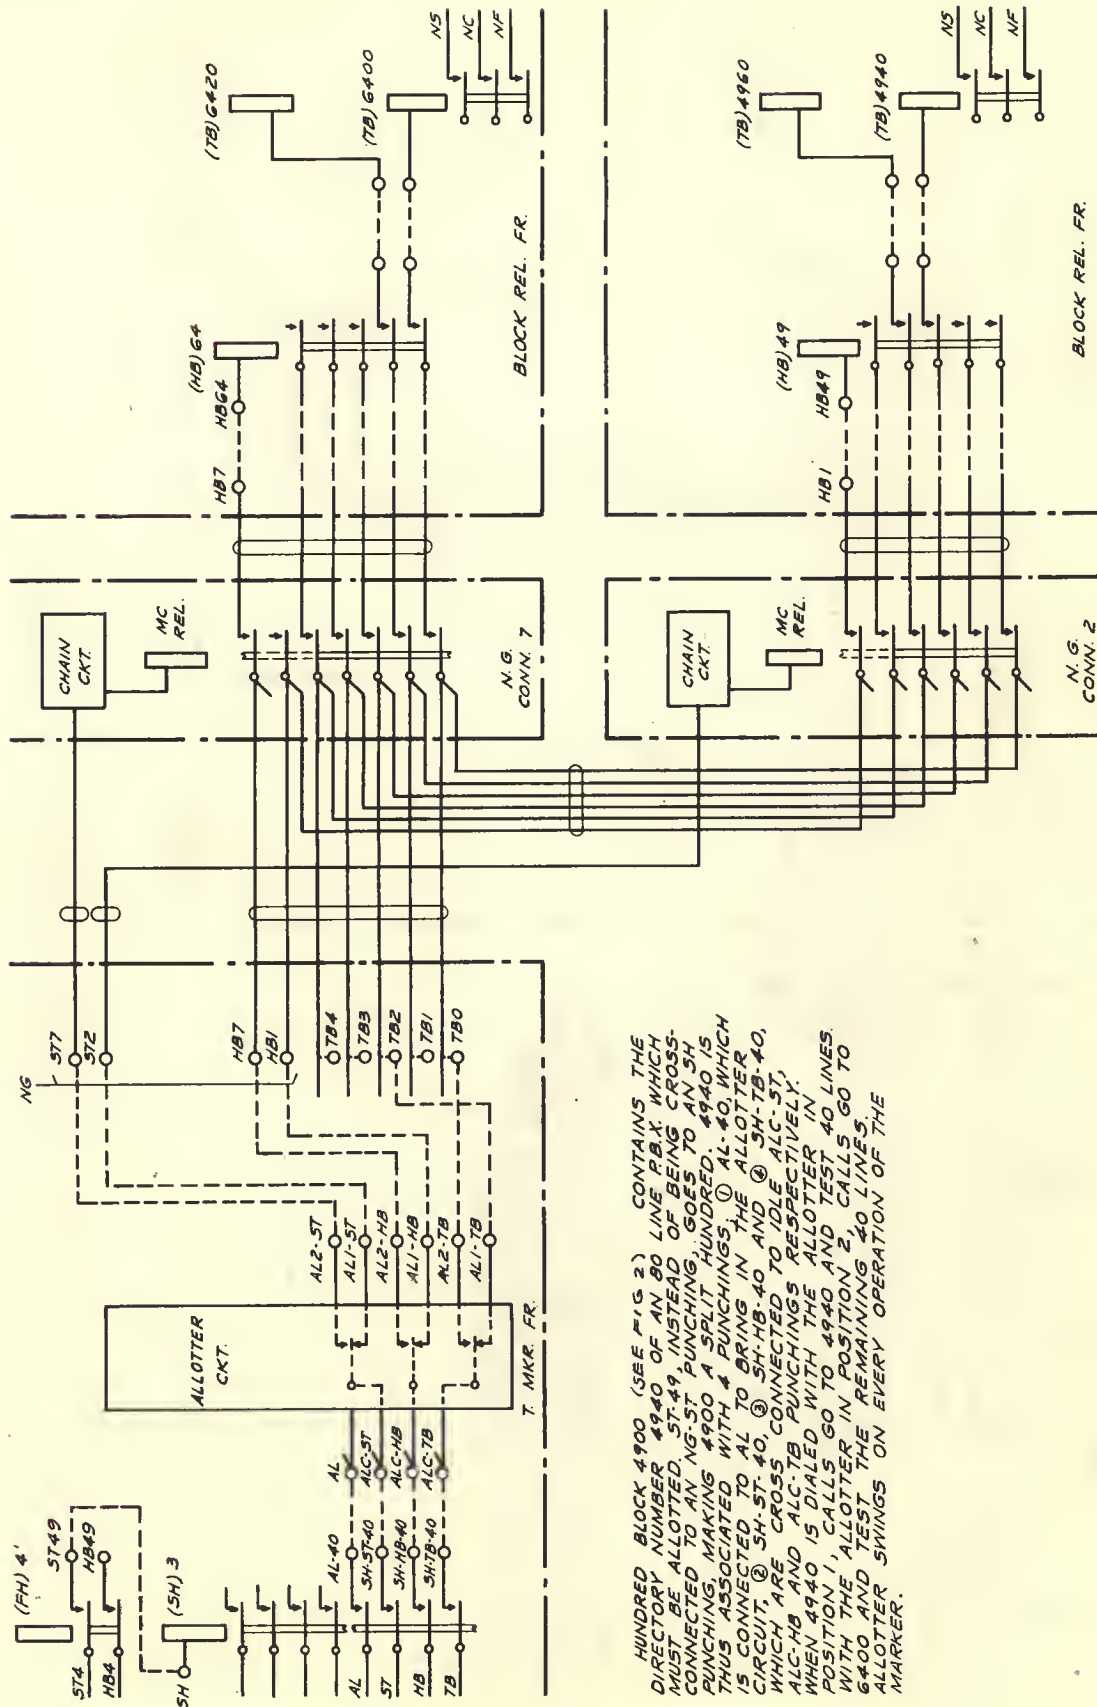 (FH) 4'
ST4
HB4
ST49
HB49
SH
(SH) 3
AL
ST
HB
TB
AL-40
SH-ST-40
SH-HB-40
SH-TB-40
AL
ALC-ST
ALC-HB
ALC-TB
ALLOTTER
CKT.
T. MKR. FR.
AL2-ST
AL1-ST
AL2-HB
AL1-HB
AL2-TB
AL1-TB
NG
ST7
ST2
HB7
HB1
TB4
TB3
TB2
TB1
TB0
CHAIN
CKT.
MC
REL.
N. G.
CONN. 7
CHAIN
CKT.
MC
REL.
N. G.
CONN. 2
HB7
HB64
(HB) 64
(TB) 6420
(TB) 6400
NS
NC
NF
BLOCK REL. FR.
HB1
HB49
(HB) 49
(TB) 4960
(TB) 4940
NS
NC
NF
BLOCK REL. FR.
HUNDRED BLOCK 4900 (SEE FIG 2) CONTAINS THE
DIRECTORY NUMBER 4940 OF AN 80 LINE P.B.X. WHICH
MUST BE ALLOTTED. ST-49, INSTEAD OF BEING CROSS-
CONNECTED TO AN NG-ST PUNCHING, GOES TO AN SH
PUNCHING, MAKING 4900 A SPLIT HUNDRED. 4940 IS
THUS ASSOCIATED WITH 4 PUNCHINGS, ① AL-40, WHICH
IS CONNECTED TO AL TO BRING IN THE ALLOTTER
CIRCUIT, ② SH-ST-40, ③ SH-HB-40 AND ④ SH-TB-40,
WHICH ARE CROSS CONNECTED TO IDLE ALC-ST,
ALC-HB AND ALC-TB PUNCHINGS RESPECTIVELY.
WHEN 4940 IS DIALED WITH THE ALLOTTER IN
POSITION 1, CALLS GO TO 4940 AND TEST 40 LINES.
WITH THE ALLOTTER IN POSITION 2, CALLS GO TO
6400 AND TEST THE REMAINING 40 LINES.
ALLOTTER SWINGS ON EVERY OPERATION OF THE
MARKER.